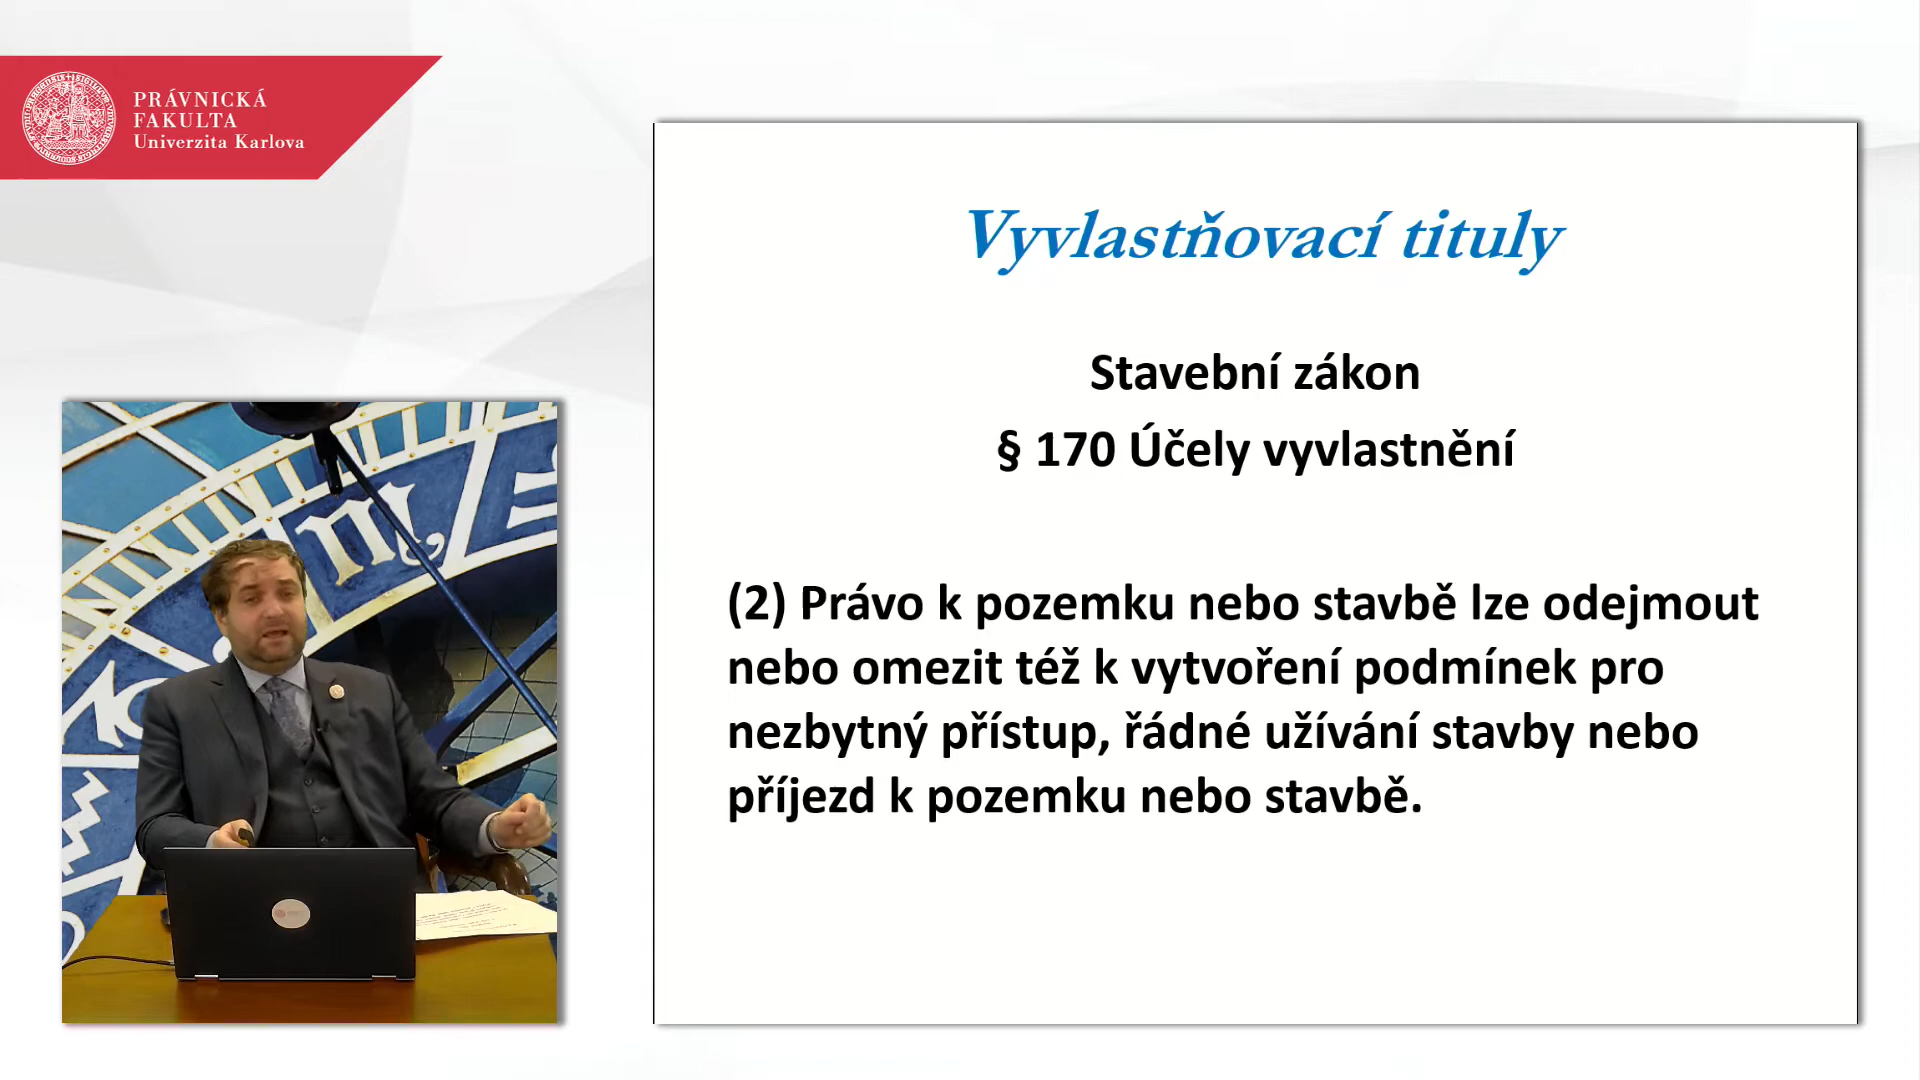 PRÁVNICKÁ
FAKULTA
Univerzita Karlova
Vyvlastňovací tituly
Stavební zákon
§ 170 Účely vyvlastnění
(2) Právo k pozemku nebo stavbě lze odejmout
nebo omezit též k vytvoření podmínek pro
nezbytný přístup, řádné užívání stavby nebo
příjezd k pozemku nebo stavbě.